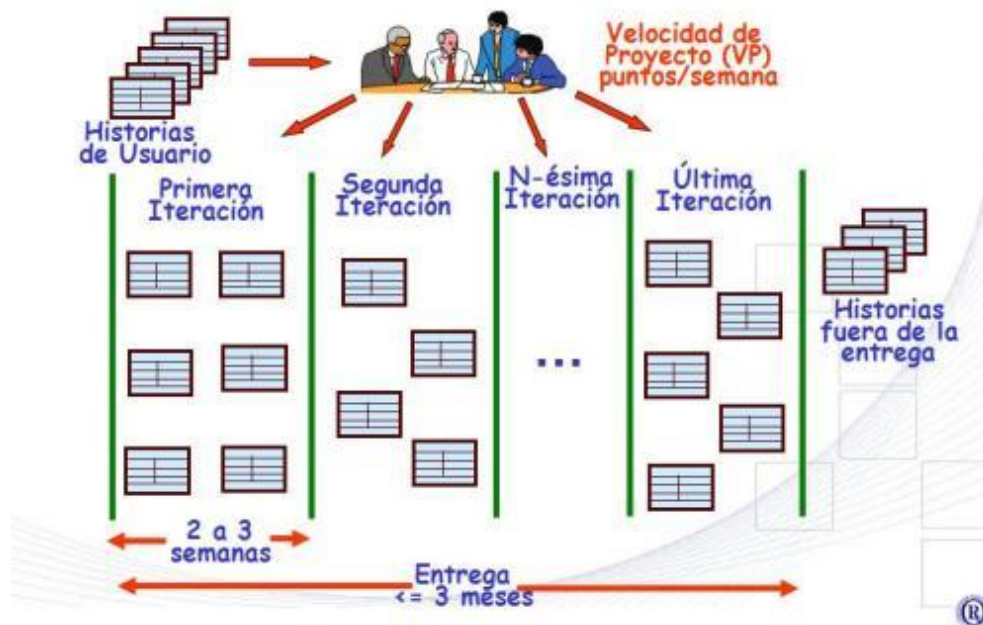 Velocidad de
Proyecto (VP)
puntos/semana
Historias
de Usuario
Primera
Iteración
Segunda
Iteración
N-ésima
Iteración
Última
Iteración
...
Historias
fuera de la
entrega
2 a 3
semanas
Entrega
<= 3 meses
®